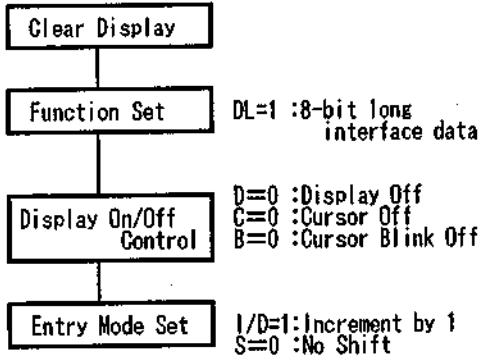 Clear Display
Function Set
DL=1 :8-bit long
interface data
Display On/Off
Control
D=0 :Display Off
C=0 :Cursor Off
B=0 :Cursor Blink Off
Entry Mode Set
I/D=1:Increment by 1
S=0 :No Shift